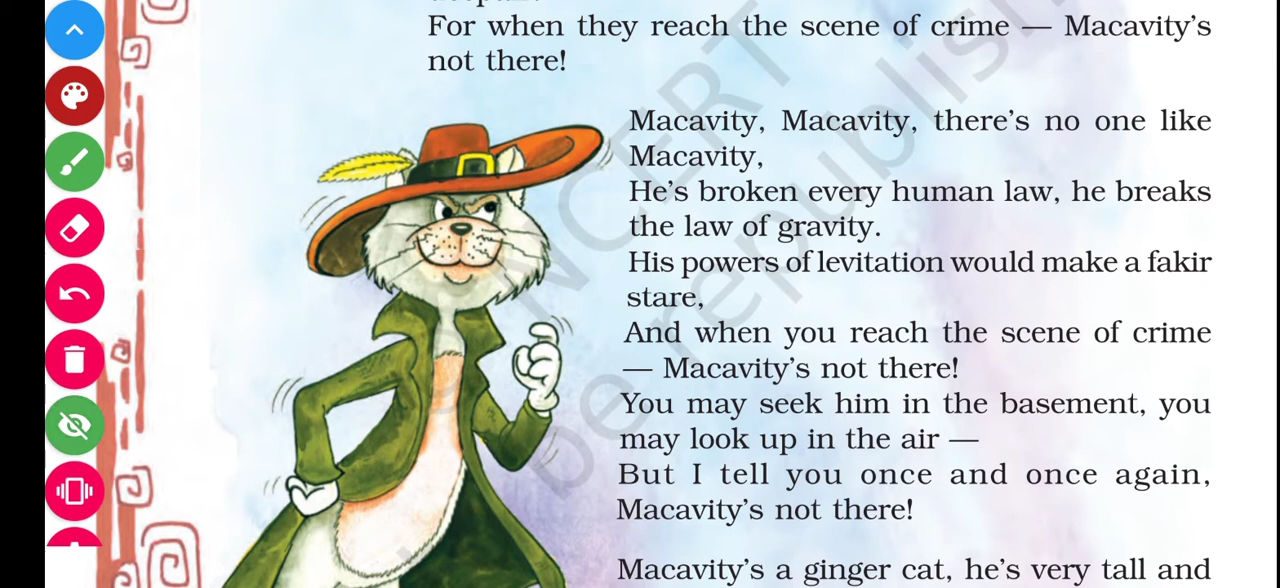 For when they reach the scene of crime — Macavity's
not there!
Macavity, Macavity, there's no one like
Macavity,
He's broken every human law, he breaks
the law of gravity.
His powers of levitation would make a fakir
stare,
And when you reach the scene of crime
— Macavity's not there!
You may seek him in the basement, you
may look up in the air —
But I tell you once and once again,
Macavity's not there!
Macavity's a ginger cat, he's very tall and
NCERT
be republish